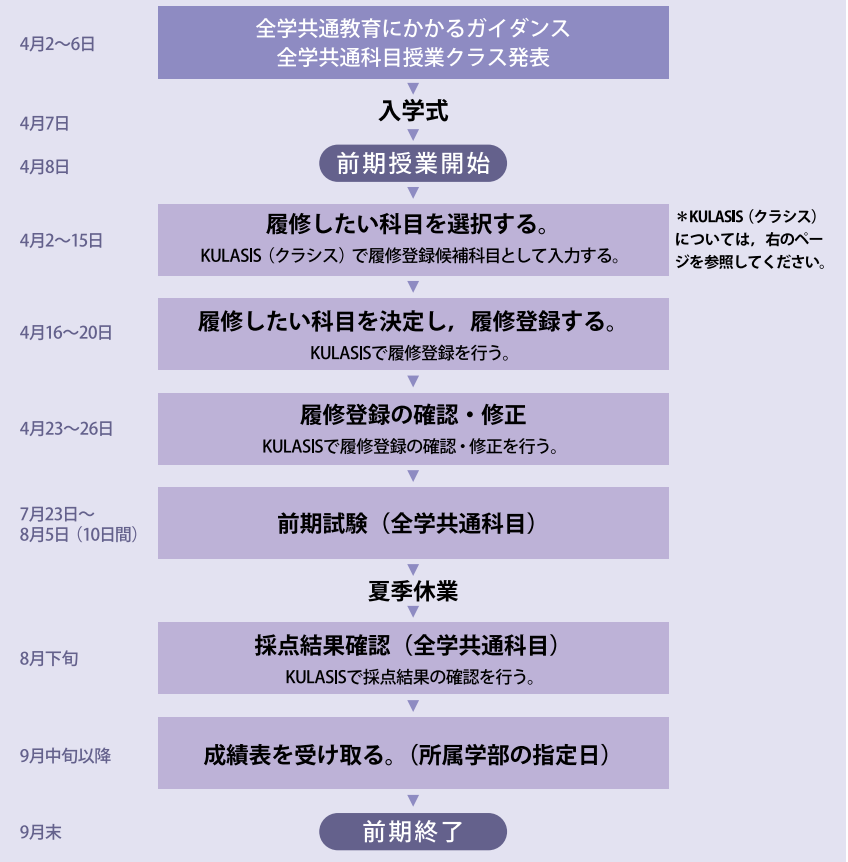 4月2〜6日
全学共通教育にかかるガイダンス
全学共通科目授業クラス発表
4月7日
入学式
4月8日
前期授業開始
4月2〜15日
履修したい科目を選択する。
KULASIS（クラシス）で履修登録候補科目として入力する。
＊KULASIS（クラシス）
については，右のペー
ジを参照してください。
4月16〜20日
履修したい科目を決定し，履修登録する。
KULASISで履修登録を行う。
4月23〜26日
履修登録の確認・修正
KULASISで履修登録の確認・修正を行う。
7月23日〜
8月5日（10日間）
前期試験（全学共通科目）
夏季休業
8月下旬
採点結果確認（全学共通科目）
KULASISで採点結果の確認を行う。
9月中旬以降
成績表を受け取る。（所属学部の指定日）
9月末
前期終了